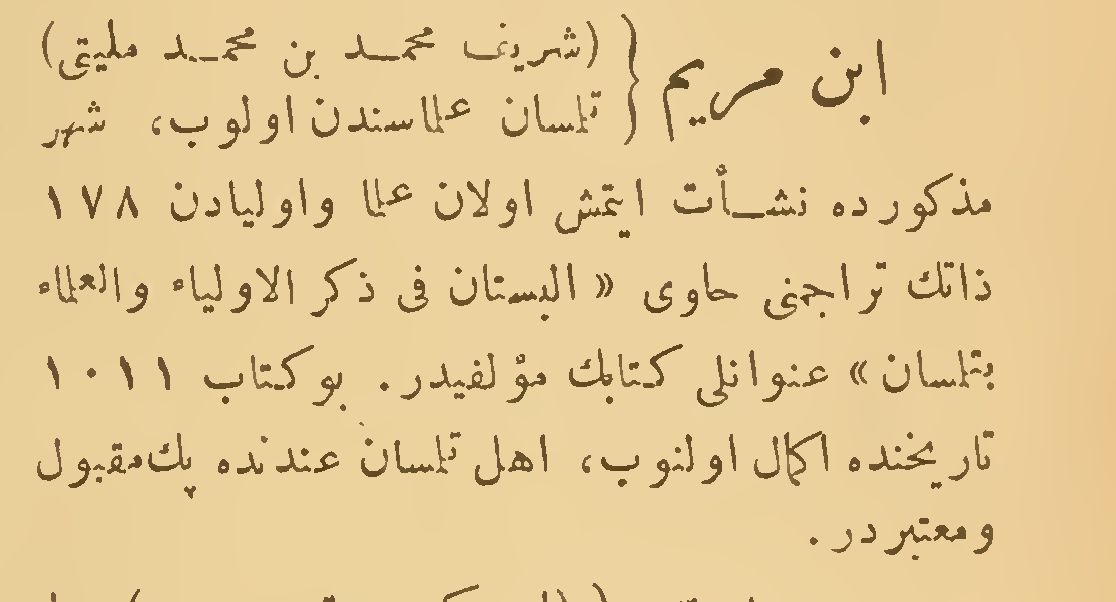 ابن مريم { (شريف محمد بن محمد مليتى)
تلمسان علماسندن اولوب، شهر
مذكورده نشأت ايتمش اولان علما واوليادن ١٧٨
ذاتك تراجمنى حاوى « البستان فى ذكر الاولياء والعلماء
بتلمسان » عنوانلى كتابك مؤلفيدر. بوكتاب ١٠١١
تاريخنده اكمال اولنوب، اهل تلمسان عندنده پك مقبول
ومعتبردر.